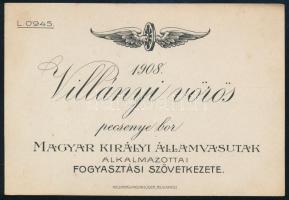 L.0945.
1908.
Villányi vörös
pecsenye bor
MAGYAR KIRÁLYI ÁLLAMVASUTAK
ALKALMAZOTTAI
FOGYASZTÁSI SZÖVETKEZETE.